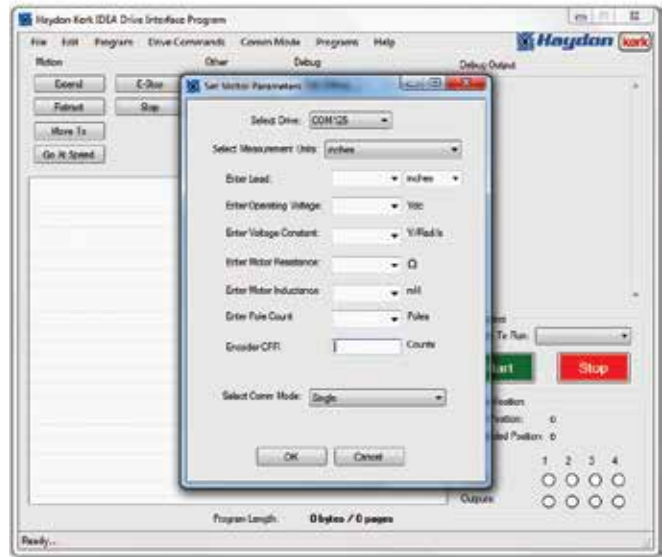 Haydon Kerk IDEA Drive Interface Program
File Edit Program Drive Commands Comm Mode Programs Help
Haydon kerk
Motion Other Debug Debug Output
Extend E-Stop
Retract Stop
Move To
Go At Speed
Set Motor Parameters
Select Drive: COM125
Select Measurement Units: inches
Enter Lead: inches
Enter Operating Voltage: Vdc
Enter Voltage Constant: V/Rad/s
Enter Motor Resistance: Ω
Enter Motor Inductance: mH
Enter Pole Count: Poles
Encoder CPR: Counts
Select Comm Mode: Single
OK Cancel
To Run:
Stop
Position: 0
Position: 0
1 2 3 4
Outputs
Program Length: 0 bytes / 0 pages
Ready...